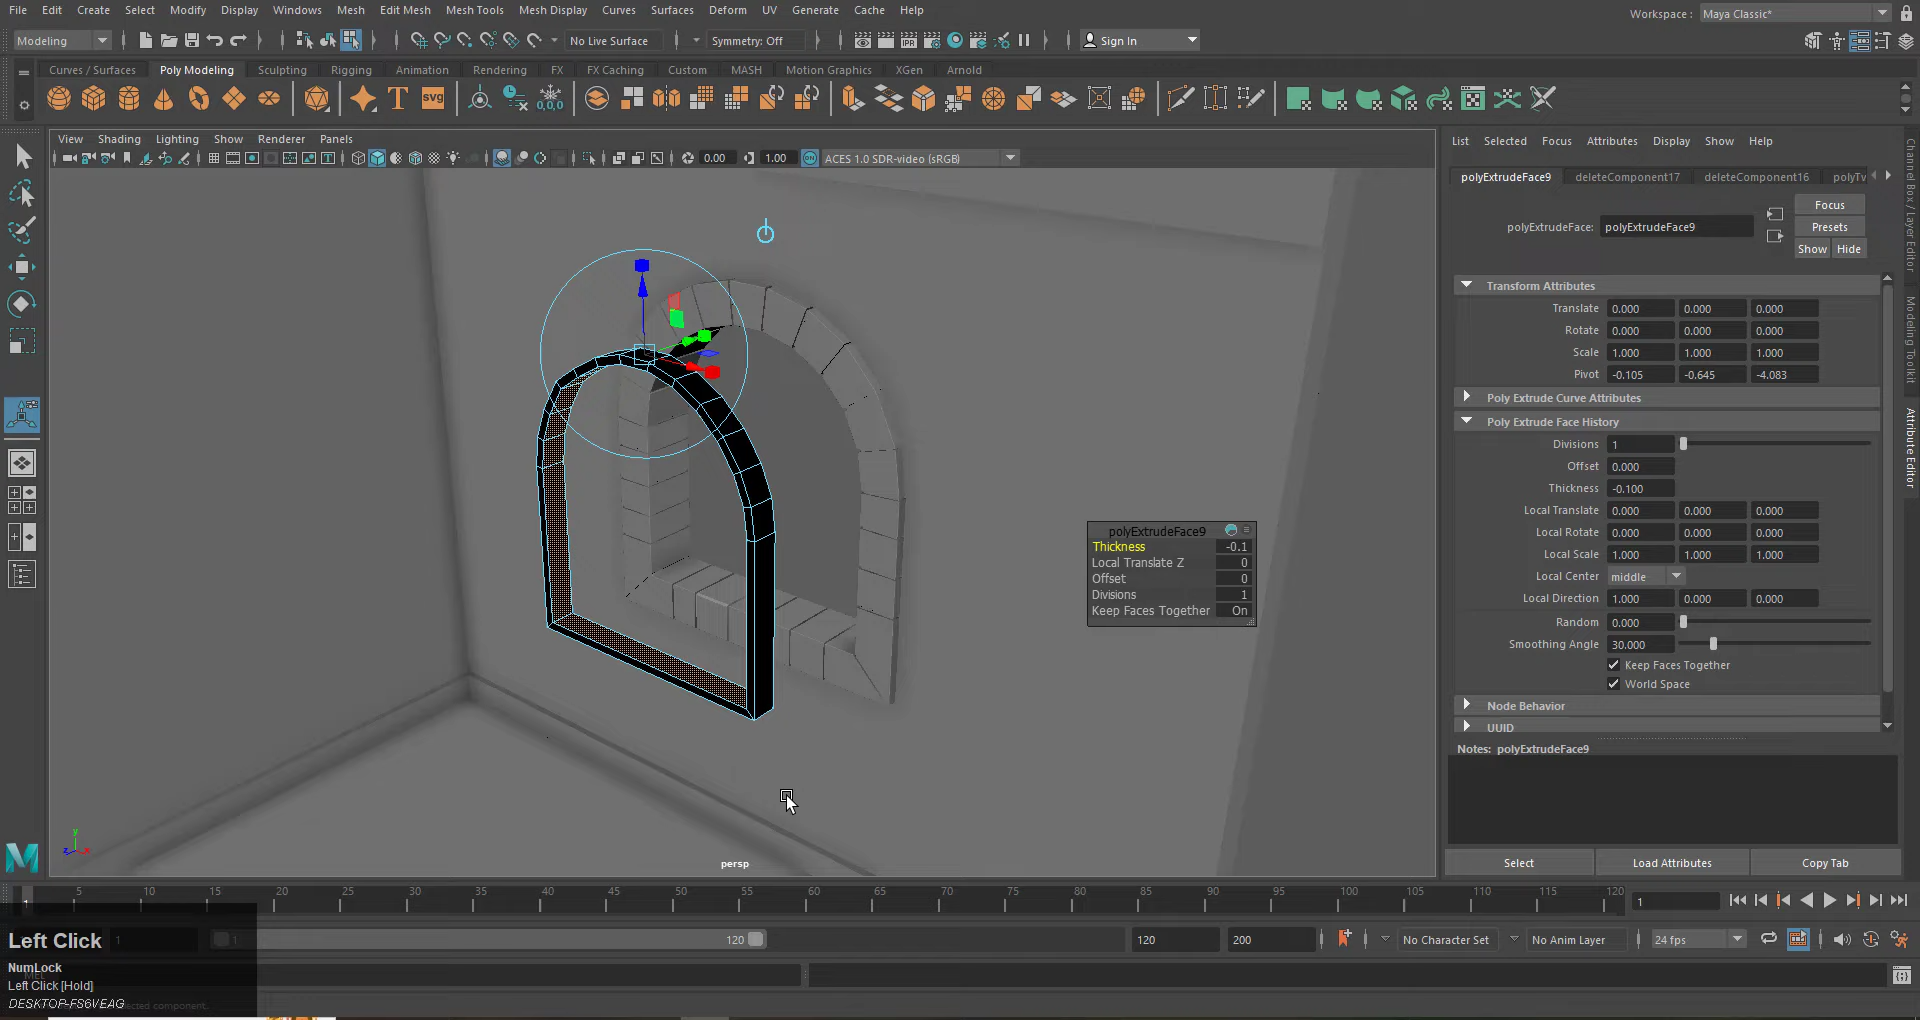 File Edit Create Select Modify Display Windows Mesh Edit Mesh Mesh Tools Mesh Display Curves Surfaces Deform UV Generate Cache Help
Workspace : Maya Classic*
Modeling No Live Surface Symmetry: Off Sign In
Curves / Surfaces Poly Modeling Sculpting Rigging Animation Rendering FX FX Caching Custom MASH Motion Graphics XGen Arnold
View Shading Lighting Show Renderer Panels
0.00 1.00 ACES 1.0 SDR-video (sRGB)
List Selected Focus Attributes Display Show Help
polyExtrudeFace9 deleteComponent17 deleteComponent16 polyTv
Focus
polyExtrudeFace: polyExtrudeFace9 Presets
Show Hide
Transform Attributes
Translate 0.000 0.000 0.000
Rotate 0.000 0.000 0.000
Scale 1.000 1.000 1.000
Pivot -0.105 -0.645 -4.083
Poly Extrude Curve Attributes
Poly Extrude Face History
Divisions 1
Offset 0.000
Thickness -0.100
Local Translate 0.000 0.000 0.000
Local Rotate 0.000 0.000 0.000
Local Scale 1.000 1.000 1.000
Local Center middle
Local Direction 1.000 0.000 0.000
Random 0.000
Smoothing Angle 30.000
Keep Faces Together
World Space
Node Behavior
UUID
Notes: polyExtrudeFace9
Select Load Attributes Copy Tab
Channel Box / Layer Editor
Modeling Toolkit
Attribute Editor
polyExtrudeFace9
Thickness -0.1
Local Translate Z 0
Offset 0
Divisions 1
Keep Faces Together On
persp
5 10 15 20 25 30 35 40 45 50 55 60 65 70 75 80 85 90 95 100 105 110 115 120
1 1
Left Click 1 1 120 120 200 No Character Set No Anim Layer 24 fps
NumLock
MEL
Left Click [Hold]
DESKTOP-FS6VEAG